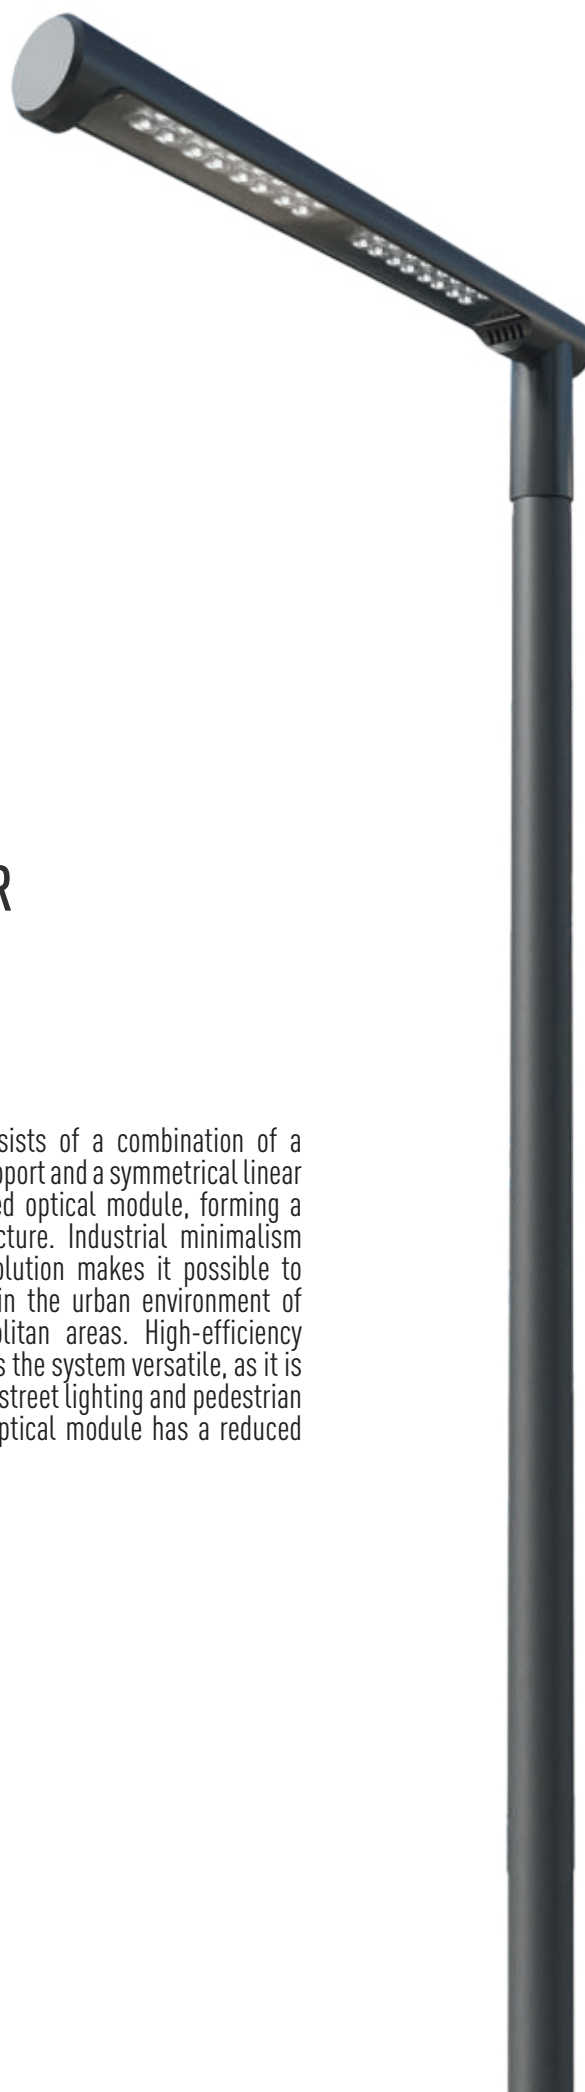 R
sists of a combination of a
pport and a symmetrical linear
ed optical module, forming a
cture. Industrial minimalism
olution makes it possible to
in the urban environment of
olitan areas. High-efficiency
s the system versatile, as it is
street lighting and pedestrian
ptical module has a reduced